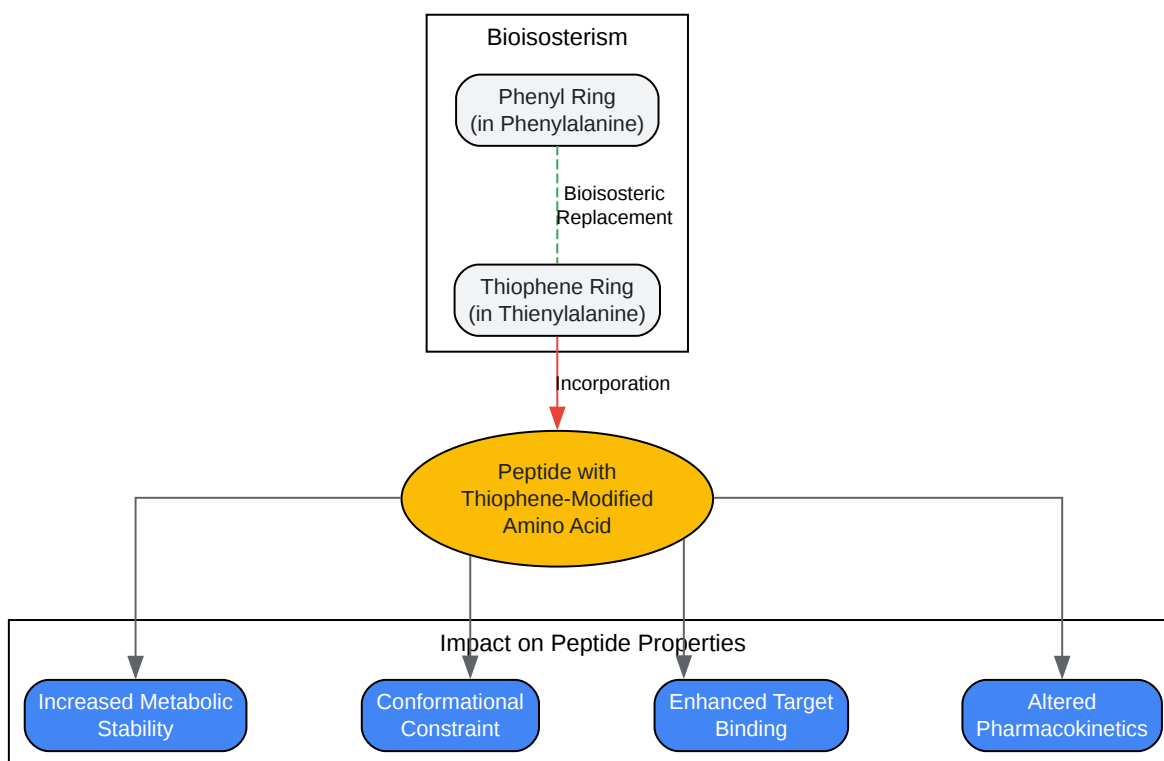 Bioisosterism
Phenyl Ring
(in Phenylalanine)
Bioisosteric
Replacement
Thiophene Ring
(in Thienylalanine)
Incorporation
Peptide with
Thiophene-Modified
Amino Acid
Impact on Peptide Properties
Increased Metabolic
Stability
Conformational
Constraint
Enhanced Target
Binding
Altered
Pharmacokinetics